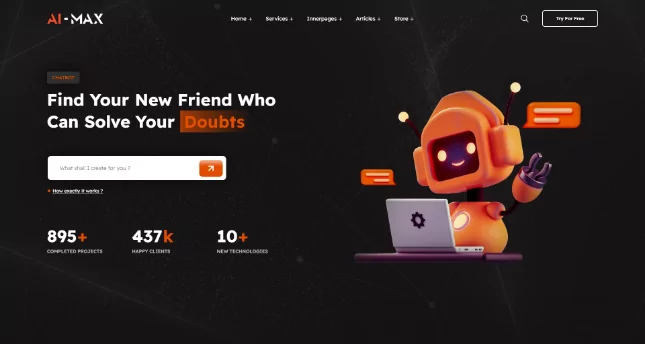 AI-MAX
Home + Services + Innerpages + Articles + Store +
Try For Free
CHATBOT
Find Your New Friend Who
Can Solve Your Doubts
What shall I create for you ?
How exactly it works ?
895+ 437k 10+
COMPLETED PROJECTS HAPPY CLIENTS NEW TECHNOLOGIES